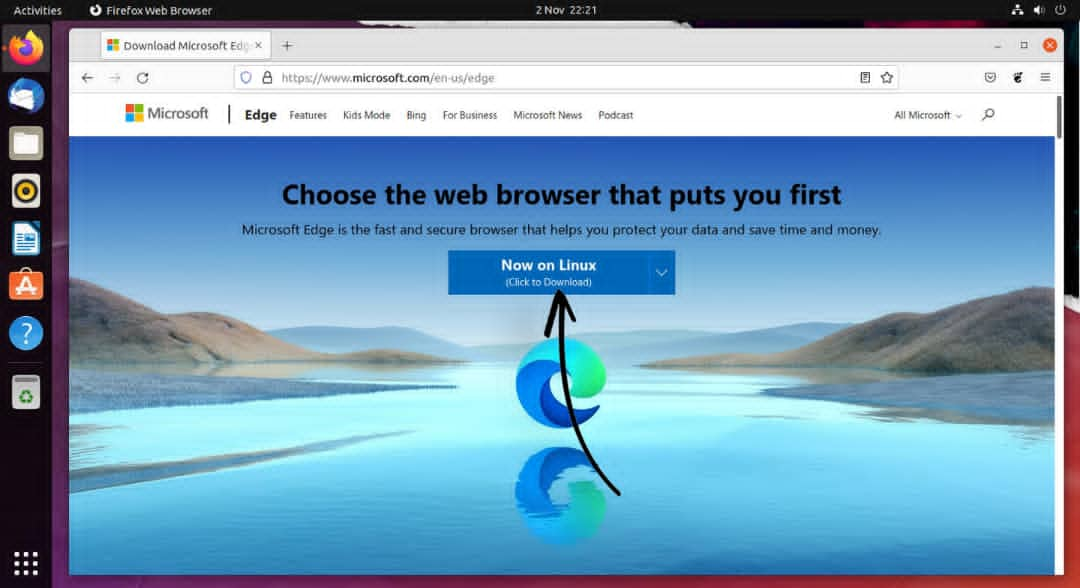 Activities Firefox Web Browser 2 Nov 22:21
Download Microsoft Edg
https://www.microsoft.com/en-us/edge
Microsoft Edge Features Kids Mode Bing For Business Microsoft News Podcast All Microsoft
Choose the web browser that puts you first
Microsoft Edge is the fast and secure browser that helps you protect your data and save time and money.
Now on Linux
(Click to Download)